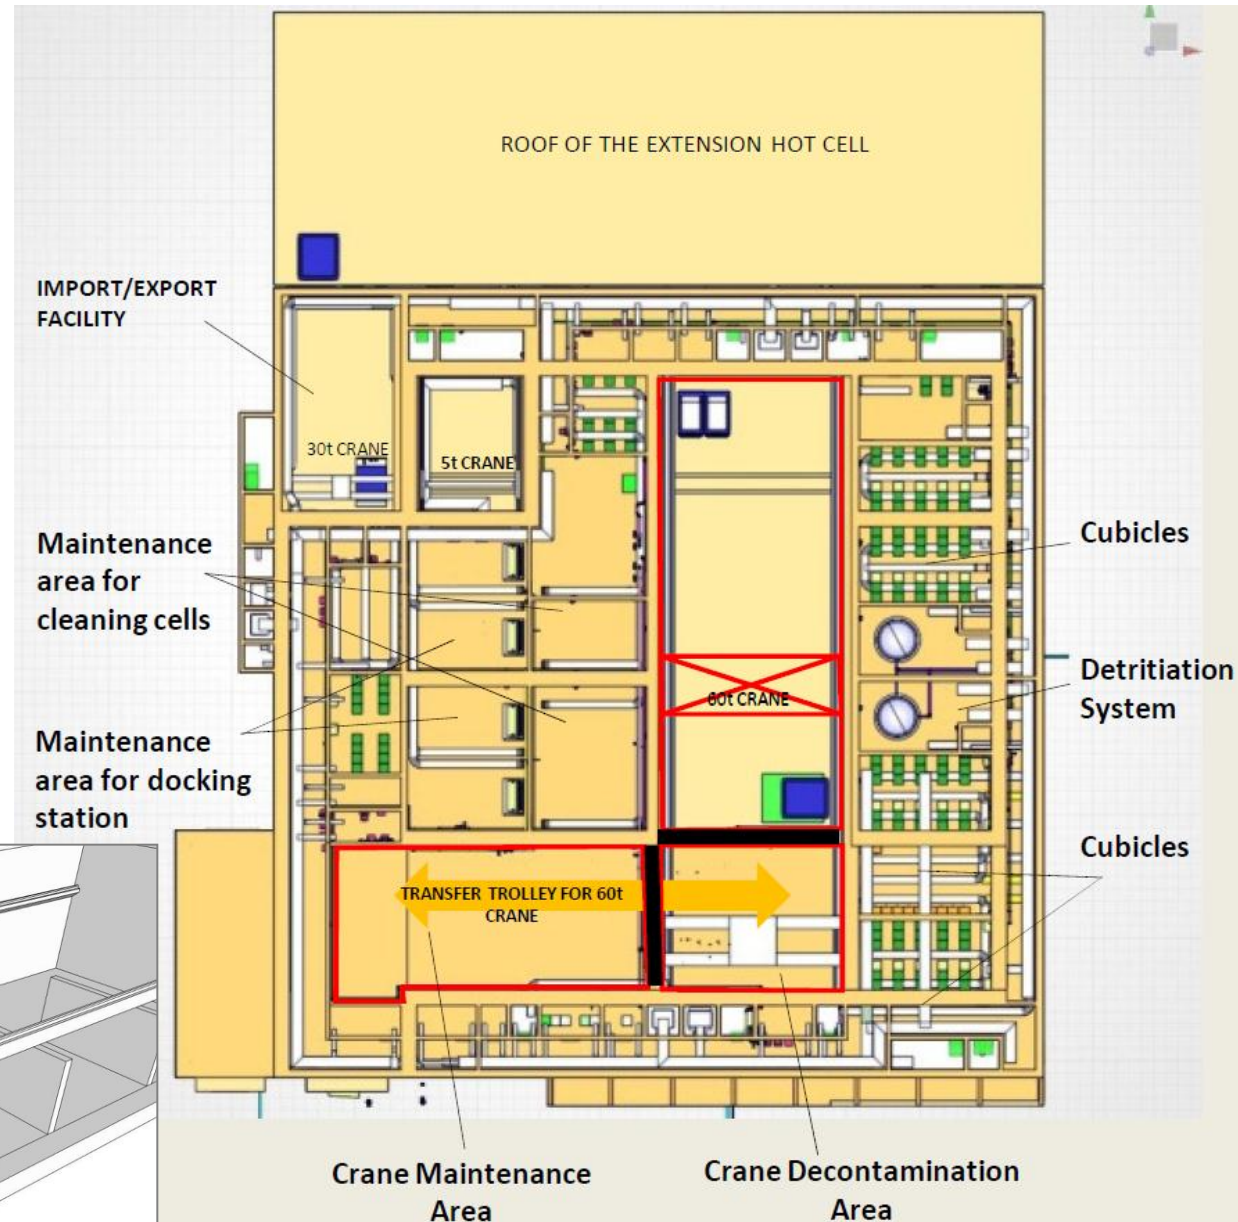 ROOF OF THE EXTENSION HOT CELL
IMPORT/EXPORT
FACILITY
30t CRANE
5t CRANE
Maintenance
area for
cleaning cells
Cubicles
60t CRANE
Detritiation
System
Maintenance
area for docking
station
Cubicles
TRANSFER TROLLEY FOR 60t
CRANE
Crane Maintenance
Area
Crane Decontamination
Area